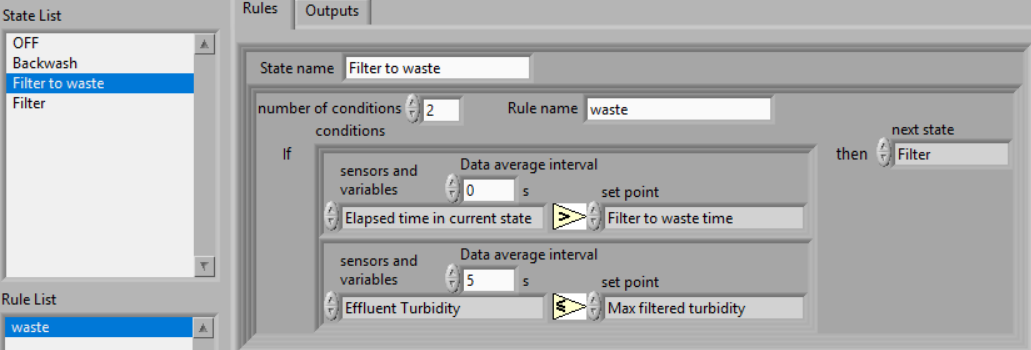 State List
OFF
Backwash
Filter to waste
Filter
Rule List
waste
Rules Outputs
State name Filter to waste
number of conditions 2 Rule name waste
conditions
If
sensors and variables
Data average interval
0 s
set point
Elapsed time in current state > Filter to waste time
sensors and variables
Data average interval
5 s
set point
Effluent Turbidity ≤ Max filtered turbidity
then
next state
Filter